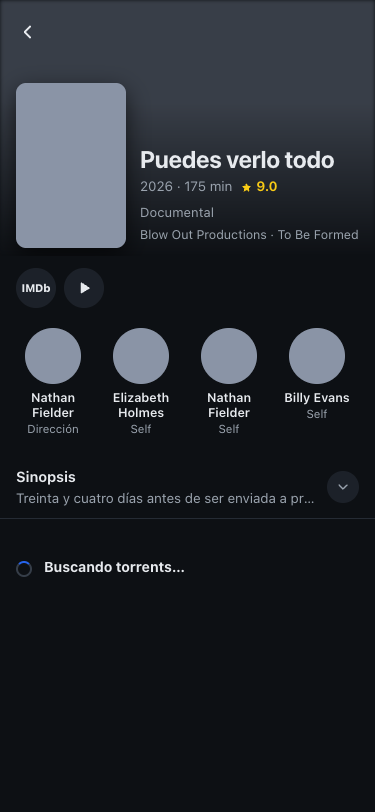 Puedes verlo todo
2026 · 175 min ★ 9.0
Documental
Blow Out Productions · To Be Formed
IMDb
Nathan Fielder
Dirección
Elizabeth Holmes
Self
Nathan Fielder
Self
Billy Evans
Self
Sinopsis
Treinta y cuatro días antes de ser enviada a pr...
Buscando torrents...